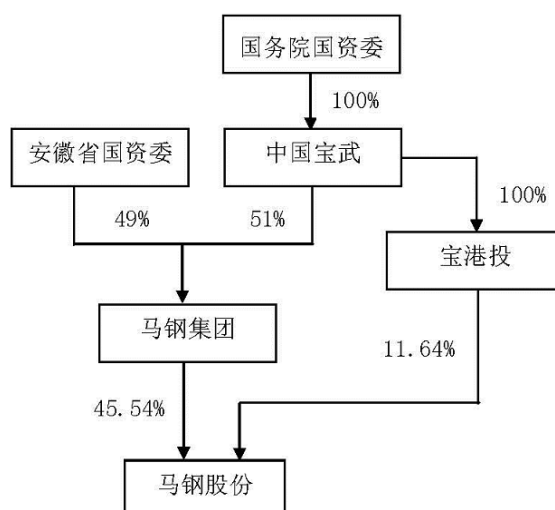 国务院国资委
100%
安徽省国资委
中国宝武
49%
51%
100%
宝港投
马钢集团
11.64%
45.54%
马钢股份